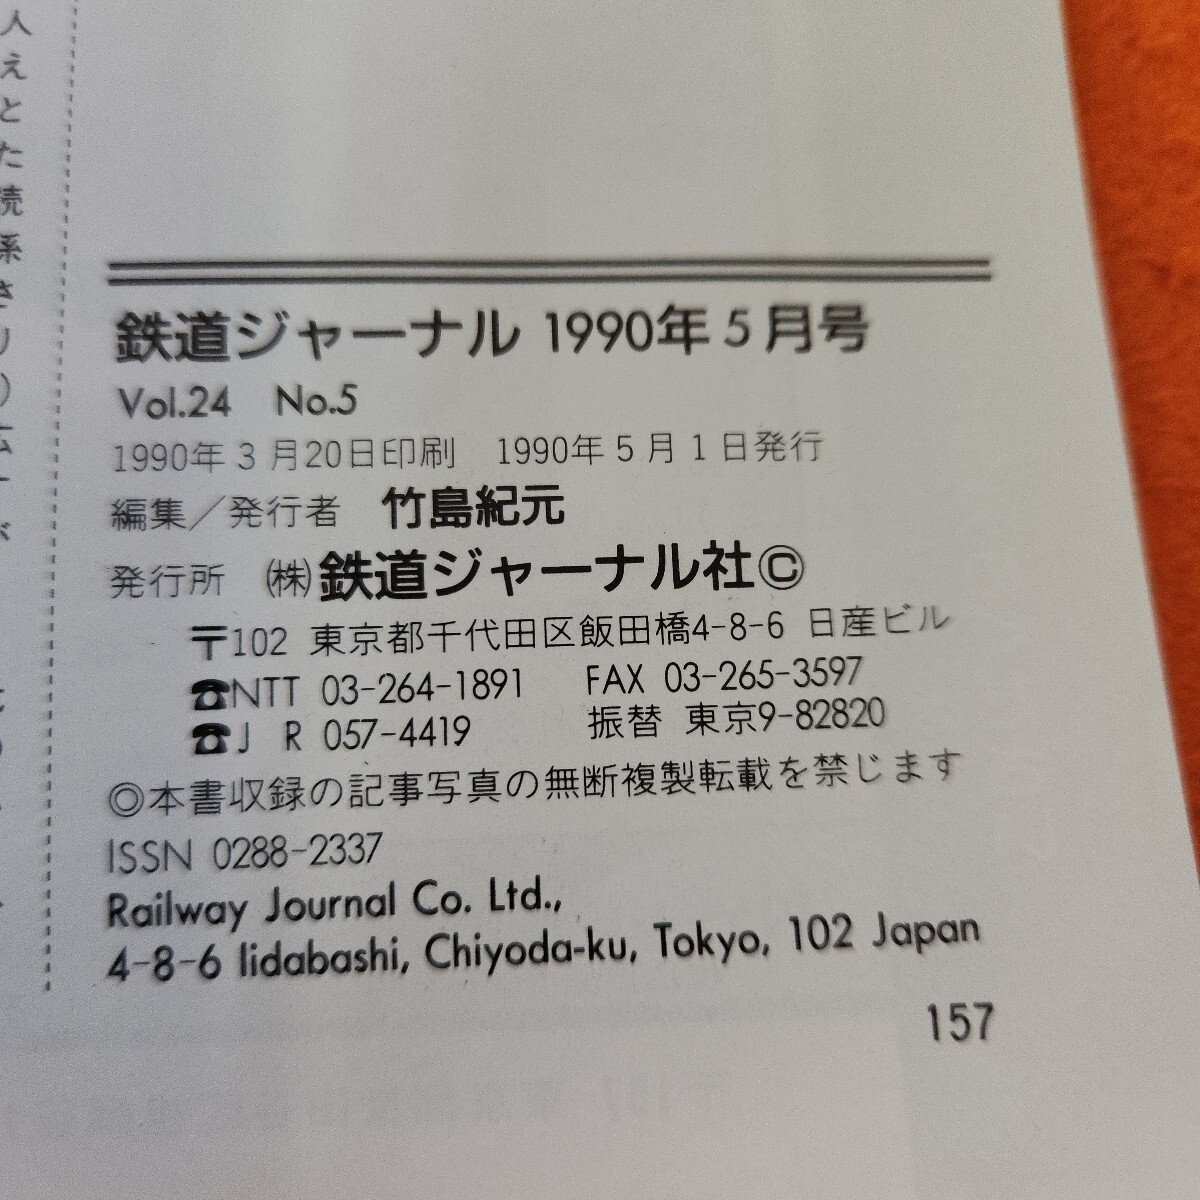 鉄道ジャーナル 1990年5月号
Vol.24 No.5
1990年3月20日印刷 1990年5月1日発行
編集/発行者 竹島紀元
発行所 ㈱鉄道ジャーナル社©
〒102 東京都千代田区飯田橋4-8-6 日産ビル
☎NTT 03-264-1891 FAX 03-265-3597
☎J R 057-4419 振替 東京9-82820
◎本書収録の記事写真の無断複製転載を禁じます
ISSN 0288-2337
Railway Journal Co. Ltd.,
4-8-6 Iidabashi, Chiyoda-ku, Tokyo, 102 Japan
157